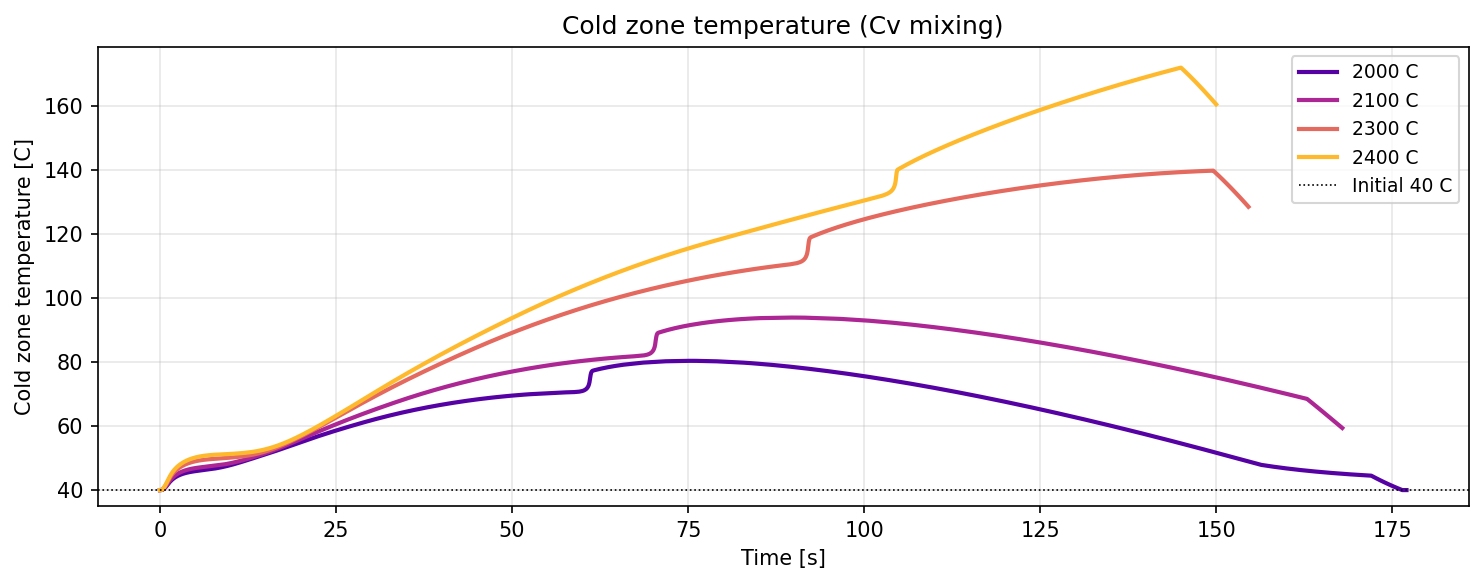 Cold zone temperature (Cv mixing)
Cold zone temperature [C]
160
140
120
100
80
60
40
0
25
50
75
100
125
150
175
Time [s]
2000 C
2100 C
2300 C
2400 C
Initial 40 C